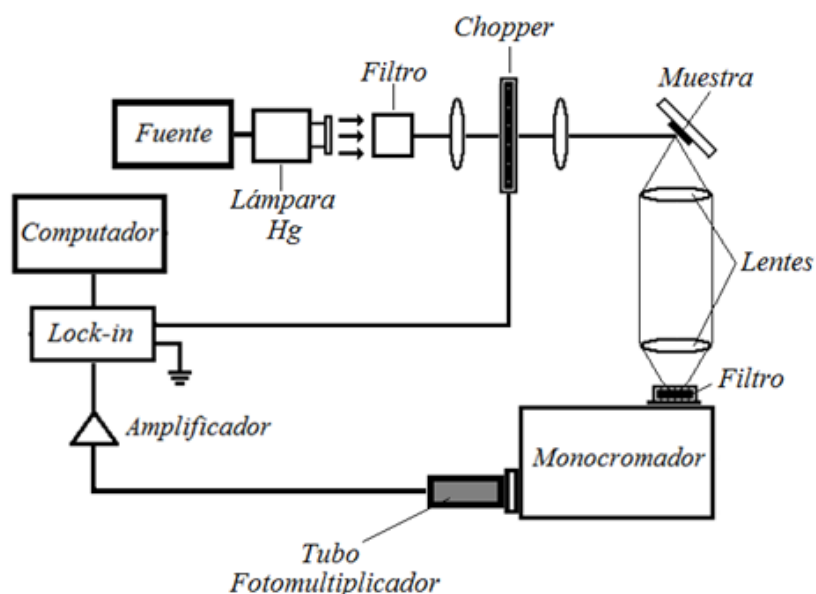 Chopper
Filtro
Muestra
Fuente
Lámpara
Hg
Computador
Lentes
Lock-in
Filtro
Amplificador
Monocromador
Tubo
Fotomultiplicador